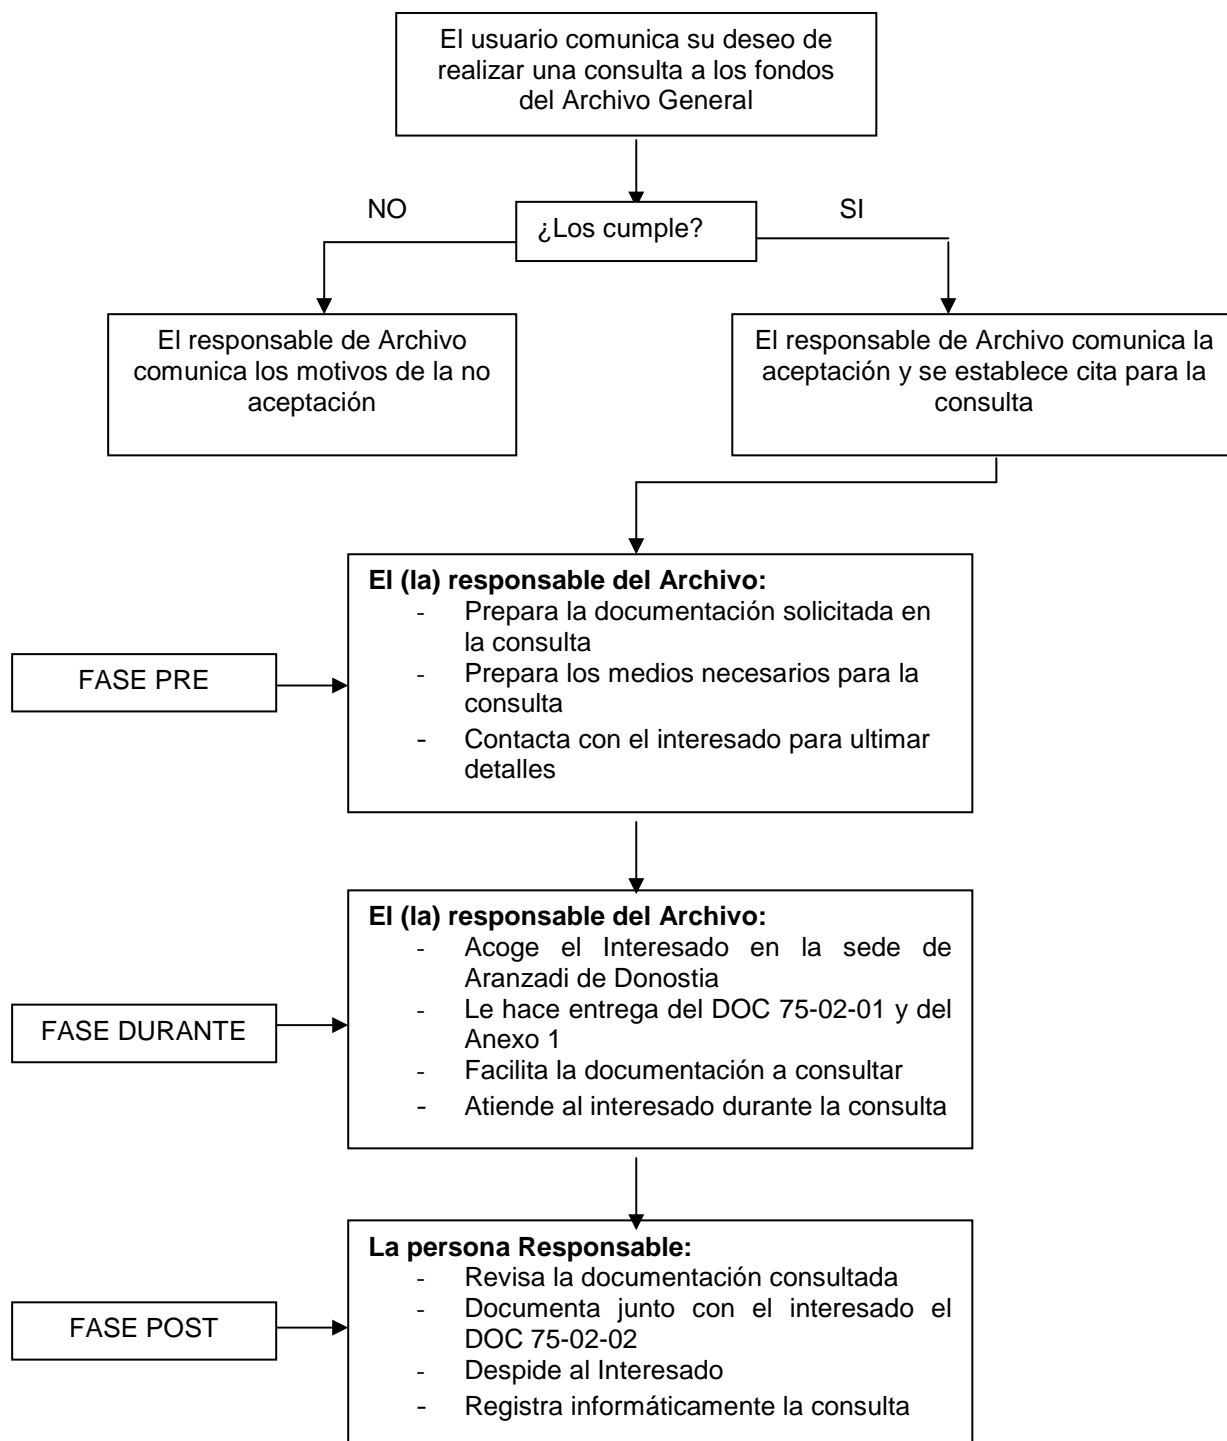 El usuario comunica su deseo de
realizar una consulta a los fondos
del Archivo General
NO
¿Los cumple?
SI
El responsable de Archivo
comunica los motivos de la no
aceptación
El responsable de Archivo comunica la
aceptación y se establece cita para la
consulta
FASE PRE
El (la) responsable del Archivo:
- Prepara la documentación solicitada en
la consulta
- Prepara los medios necesarios para la
consulta
- Contacta con el interesado para ultimar
detalles
FASE DURANTE
El (la) responsable del Archivo:
- Acoge el Interesado en la sede de
Aranzadi de Donostia
- Le hace entrega del DOC 75-02-01 y del
Anexo 1
- Facilita la documentación a consultar
- Atiende al interesado durante la consulta
FASE POST
La persona Responsable:
- Revisa la documentación consultada
- Documenta junto con el interesado el
DOC 75-02-02
- Despide al Interesado
- Registra informáticamente la consulta